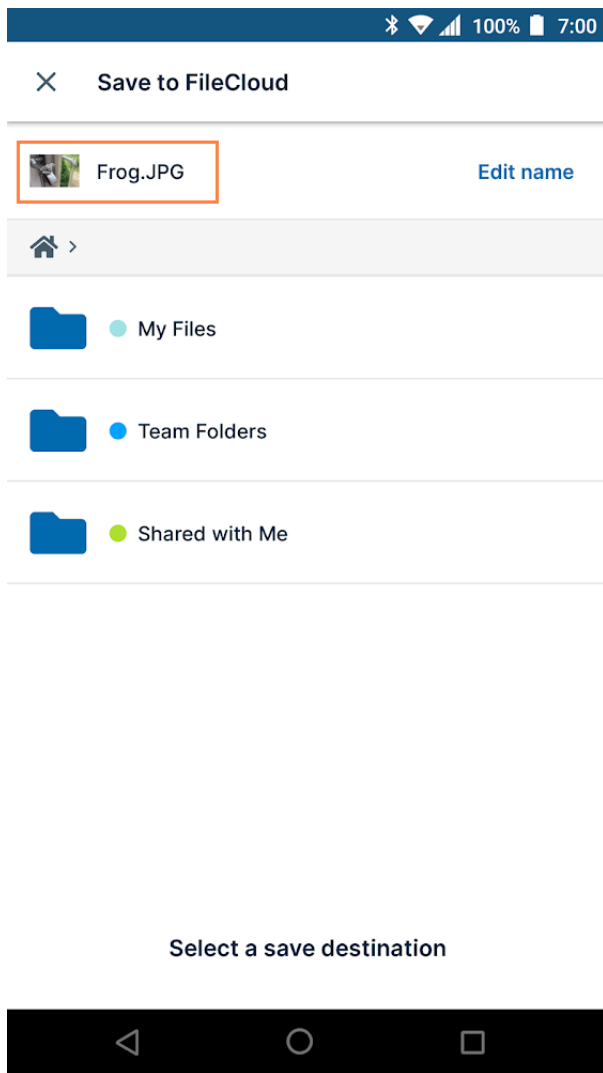 100% 7:00
Save to FileCloud
Frog.JPG Edit name
My Files
Team Folders
Shared with Me
Select a save destination